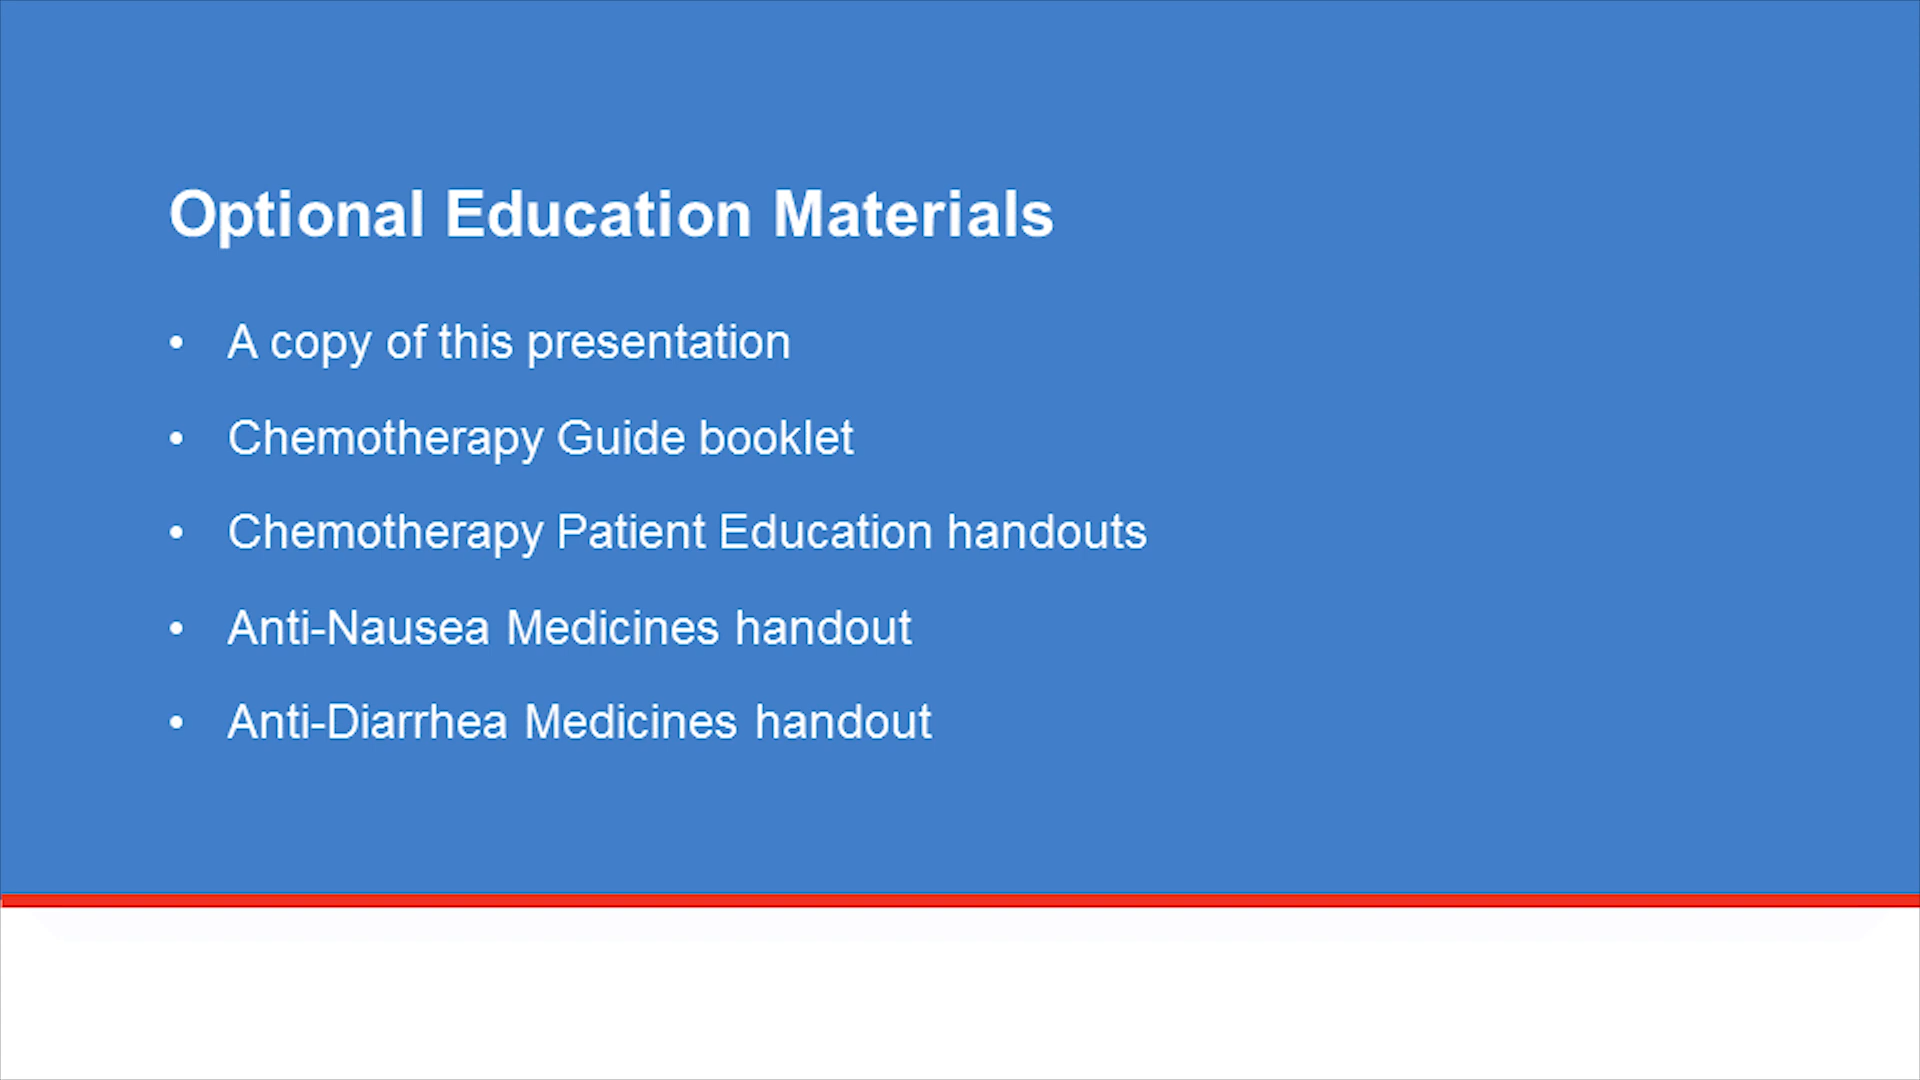 Optional Education Materials
• A copy of this presentation
• Chemotherapy Guide booklet
• Chemotherapy Patient Education handouts
• Anti-Nausea Medicines handout
• Anti-Diarrhea Medicines handout